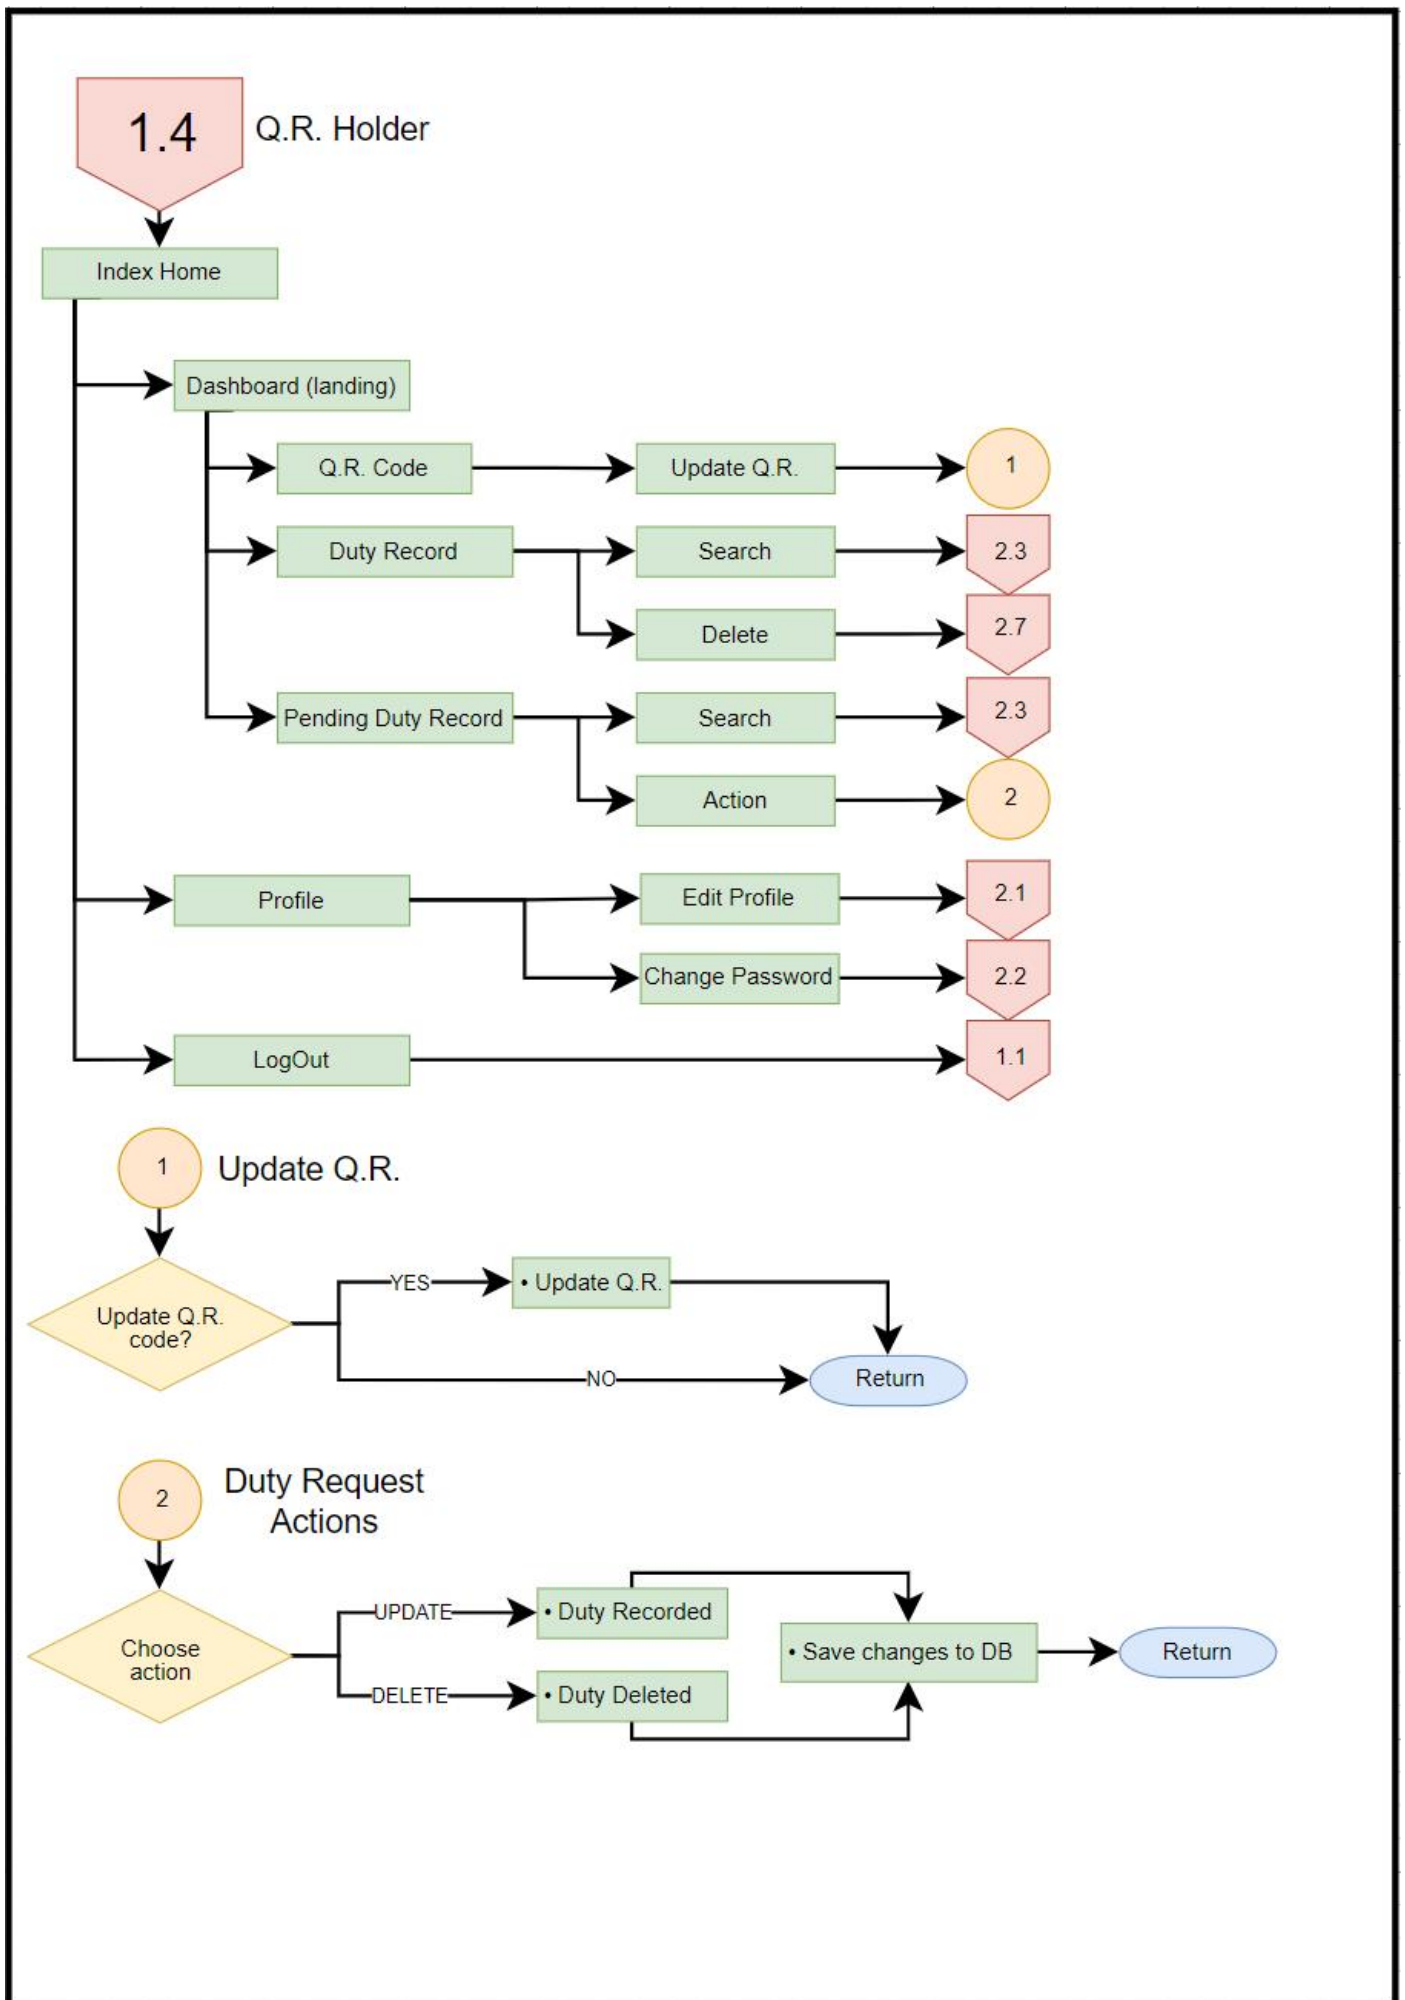 1.4
Q.R. Holder
Index Home
Dashboard (landing)
Q.R. Code
Update Q.R.
1
Duty Record
Search
2.3
Delete
2.7
Pending Duty Record
Search
2.3
Action
2
Profile
Edit Profile
2.1
Change Password
2.2
LogOut
1.1
1
Update Q.R.
Update Q.R.
code?
YES
• Update Q.R.
NO
Return
2
Duty Request
Actions
Choose
action
UPDATE
• Duty Recorded
DELETE
• Duty Deleted
• Save changes to DB
Return